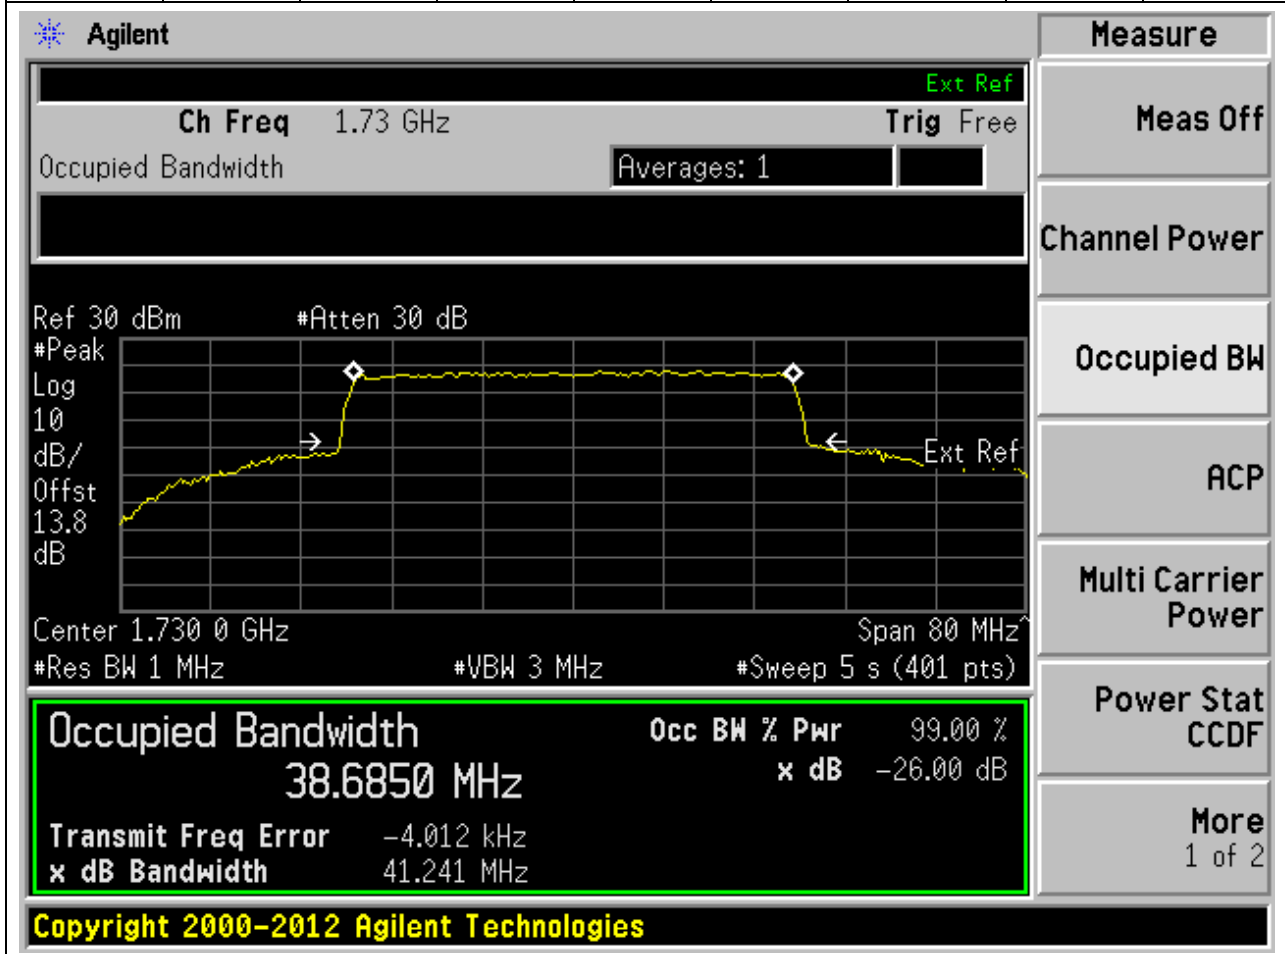 Agilent
Measure
Ext Ref
Ch Freq 1.73 GHz Trig Free
Occupied Bandwidth Averages: 1
Meas Off
Channel Power
Occupied BW
ACP
Multi Carrier
Power
Power Stat
CCDF
More
1 of 2
Ref 30 dBm #Atten 30 dB
#Peak
Log
10
dB/
Offst
13.8
dB
Ext Ref
Center 1.730 0 GHz Span 80 MHz^
#Res BW 1 MHz #VBW 3 MHz #Sweep 5 s (401 pts)
Occupied Bandwidth Occ BW % Pwr 99.00 %
38.6850 MHz x dB -26.00 dB
Transmit Freq Error -4.012 kHz
x dB Bandwidth 41.241 MHz
Copyright 2000-2012 Agilent Technologies